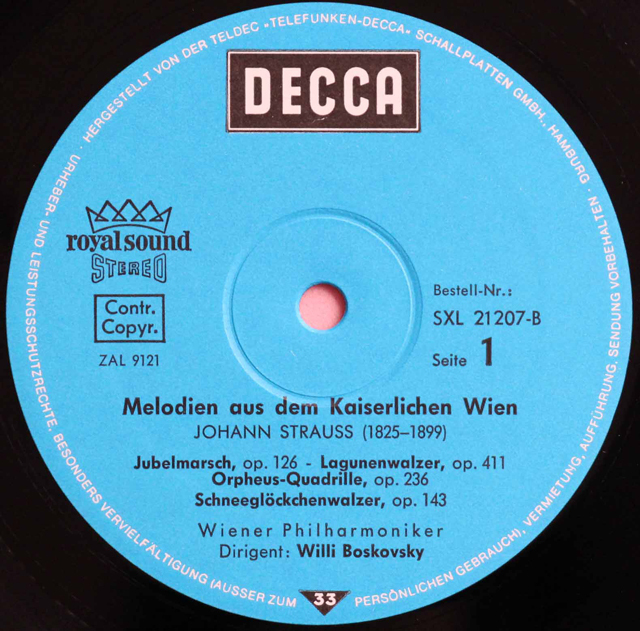 · HERGESTELLT VON DER TELDEC »TELEFUNKEN-DECCA« SCHALLPLATTEN GMBH., HAMBURG ·
URHEBER- UND LEISTUNGSSCHUTZRECHTE, BESONDERS VERVIELFÄLTIGUNG (AUSSER ZUM PERSÖNLICHEN GEBRAUCH), VERMIETUNG, AUFFÜHRUNG, SENDUNG VORBEHALTEN ·
DECCA
royal sound
STEREO
Contr.
Copyr.
ZAL 9121
Bestell-Nr.:
SXL 21207-B
Seite 1
Melodien aus dem Kaiserlichen Wien
JOHANN STRAUSS (1825–1899)
Jubelmarsch, op. 126 - Lagunenwalzer, op. 411
Orpheus-Quadrille, op. 236
Schneeglöckchenwalzer, op. 143
Wiener Philharmoniker
Dirigent: Willi Boskovsky
33